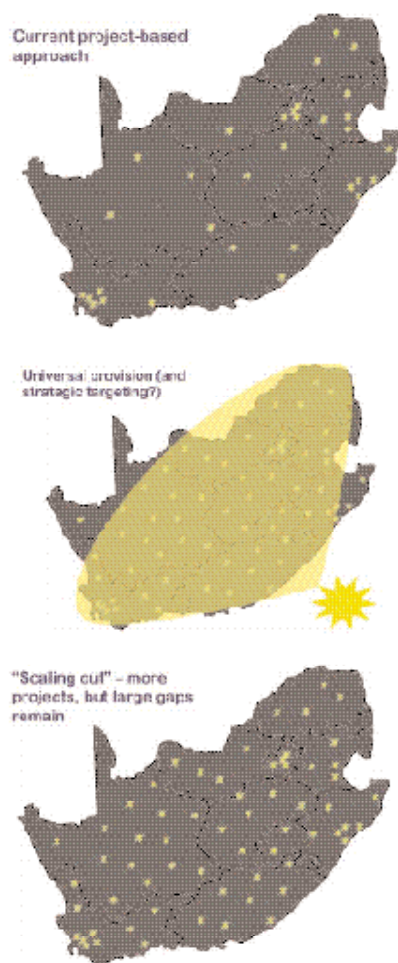 Current project-based
approach
Universal provision (and
strategic targeting?)
"Scaling out" – more
projects, but large gaps
remain